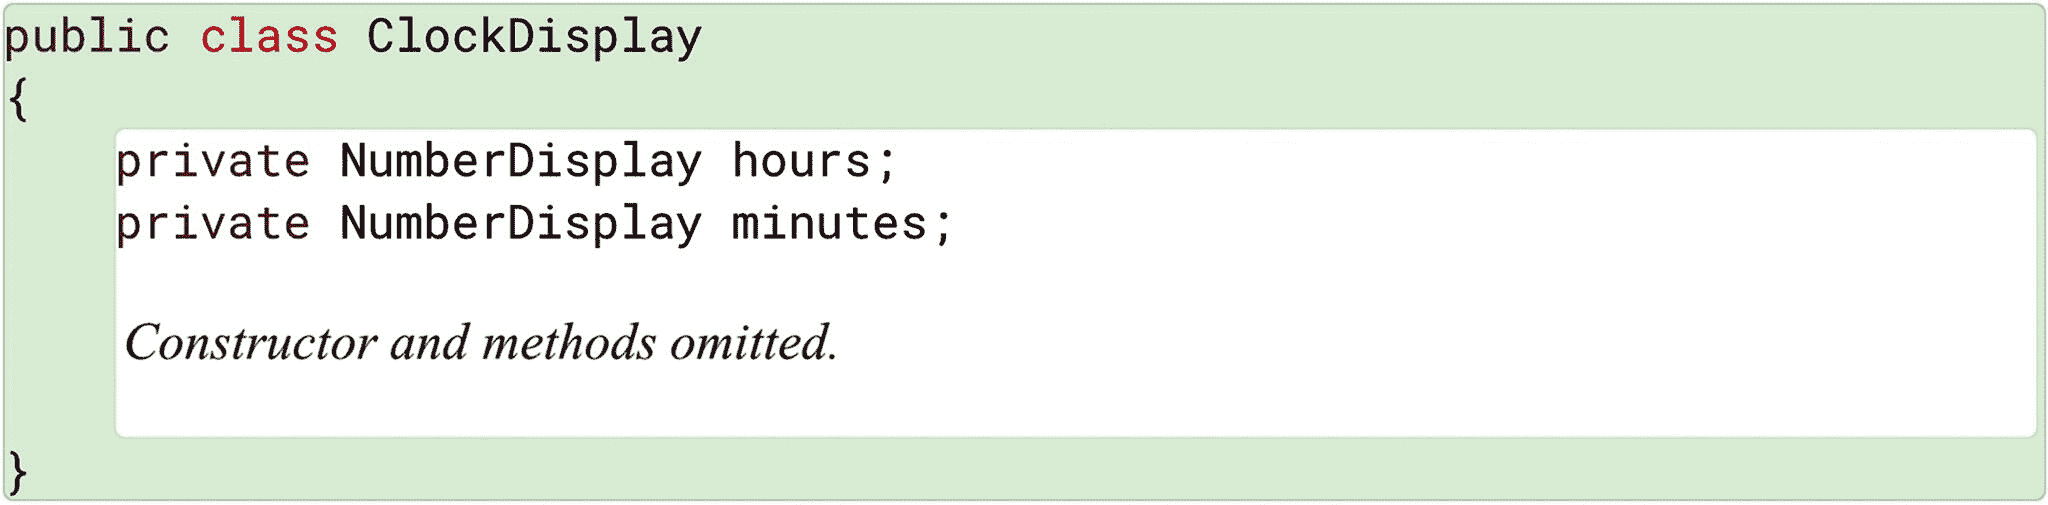 public class ClockDisplay
{
private NumberDisplay hours;
private NumberDisplay minutes;
Constructor and methods omitted.
}